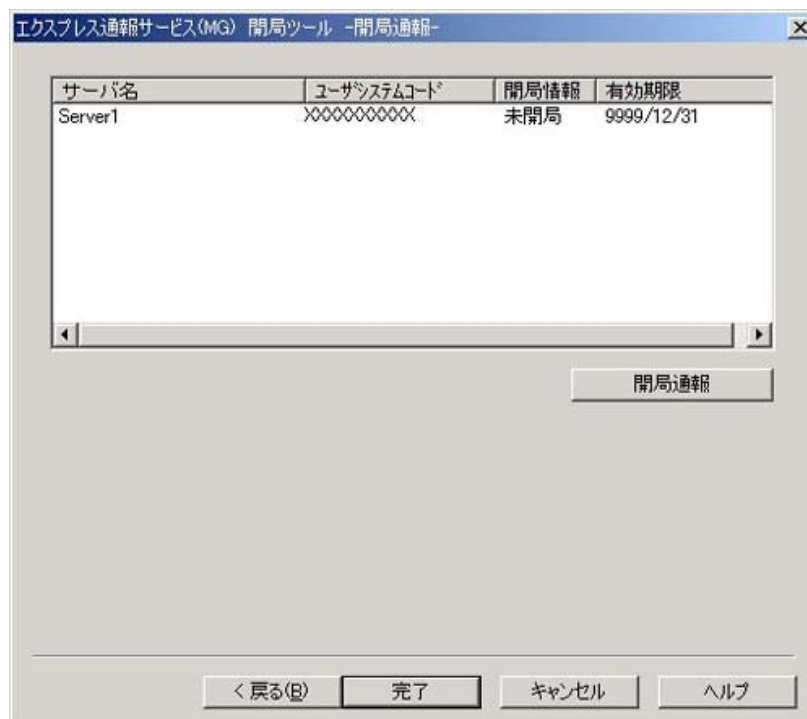 エクスプレス通報サービス(MG) 開局ツール -開局通報-
サーバ名 ﾕｰｻﾞｼｽﾃﾑｺｰﾄﾞ 開局情報 有効期限
Server1 XXXXXXXXXX 未開局 9999/12/31
開局通報
< 戻る(B) 完了 キャンセル ヘルプ